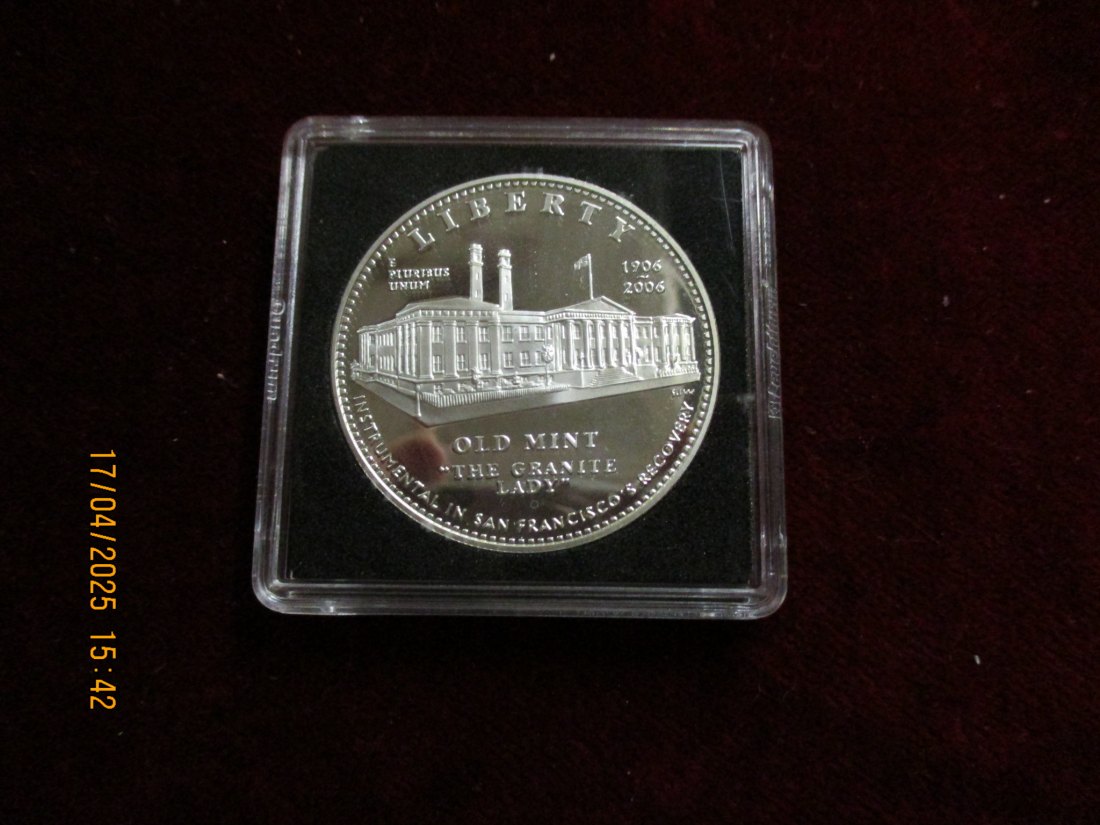 LIBERTY
E
PLURIBUS
UNUM
1906
2006
OLD MINT
"THE GRANITE
LADY"
INSTRUMENTAL IN SAN FRANCISCO'S RECOVERY
Quadrum
17/04/2025 15:42